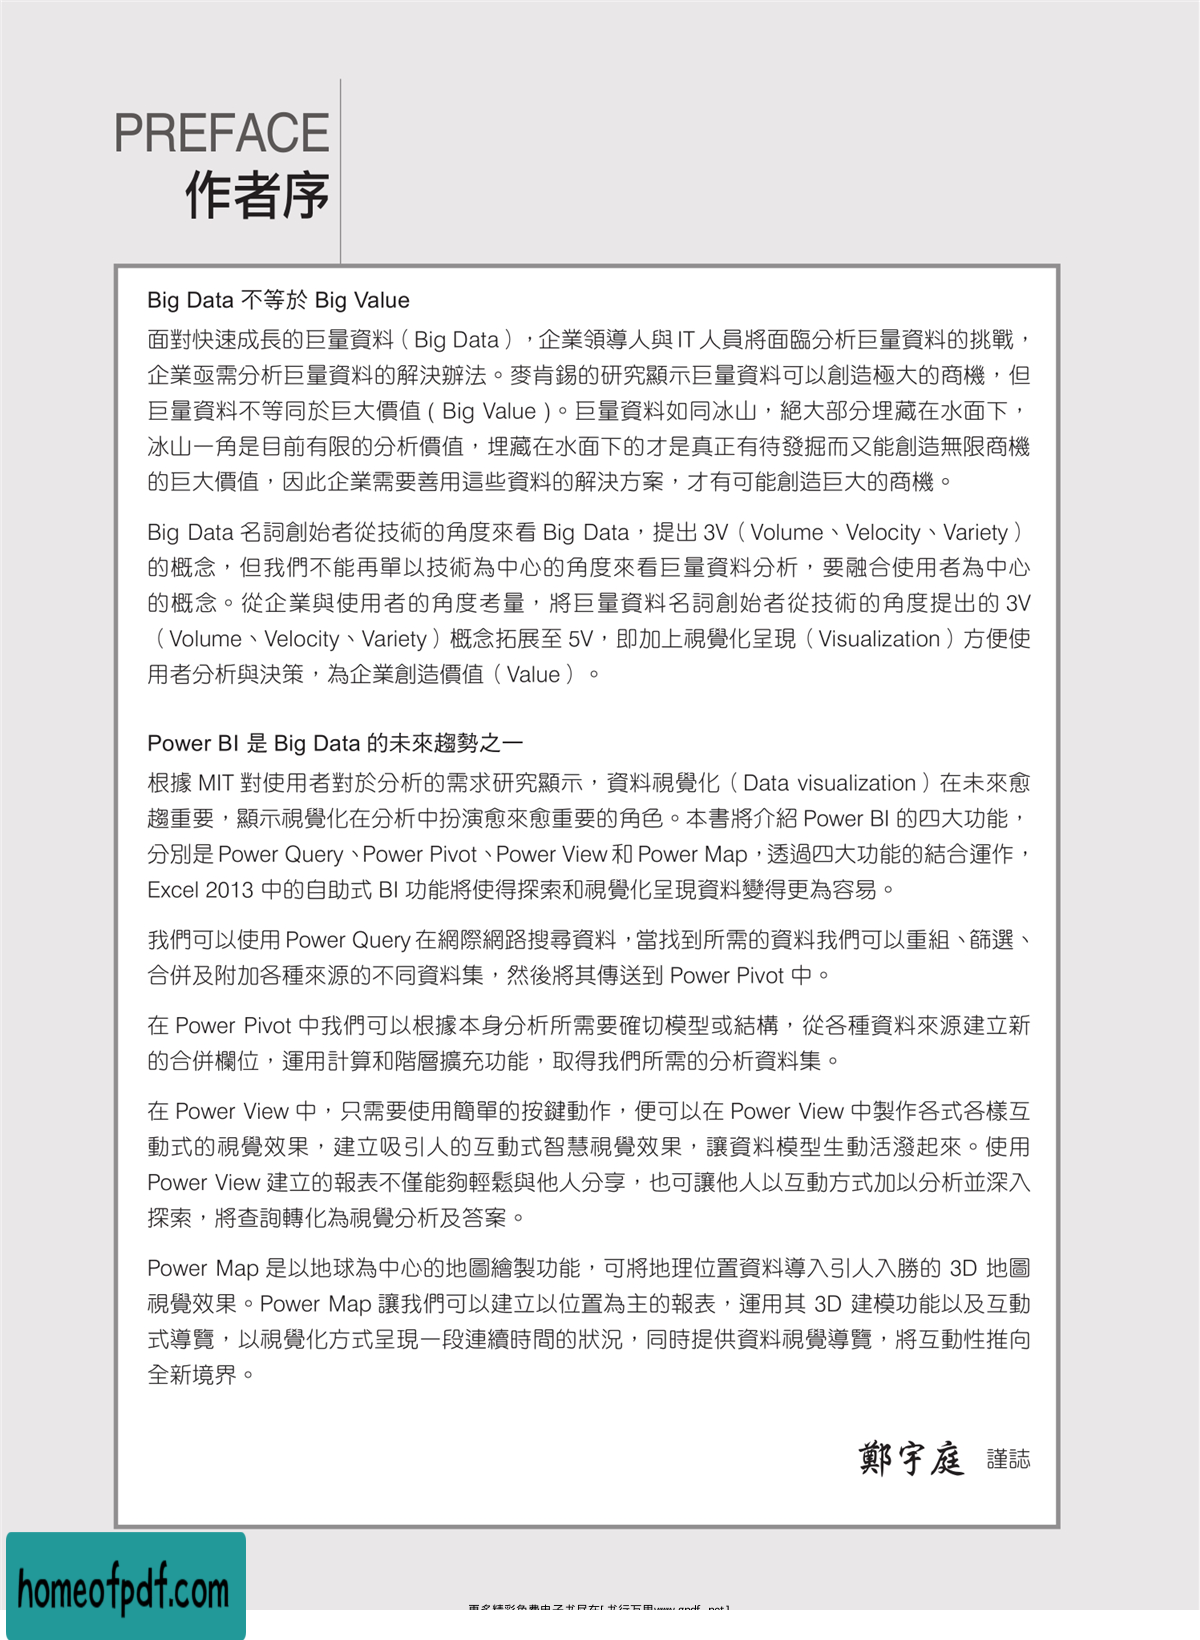 PREFACE
作者序
Big Data 不等於 Big Value
面對快速成長的巨量資料（Big Data），企業領導人與 IT 人員將面臨分析巨量資料的挑戰，
企業亟需分析巨量資料的解決辦法。麥肯錫的研究顯示巨量資料可以創造極大的商機，但
巨量資料不等同於巨大價值 ( Big Value )。巨量資料如同冰山，絕大部分埋藏在水面下，
冰山一角是目前有限的分析價值，埋藏在水面下的才是真正有待發掘而又能創造無限商機
的巨大價值，因此企業需要善用這些資料的解決方案，才有可能創造巨大的商機。
Big Data 名詞創始者從技術的角度來看 Big Data，提出 3V（Volume、Velocity、Variety）
的概念，但我們不能再單以技術為中心的角度來看巨量資料分析，要融合使用者為中心
的概念。從企業與使用者的角度考量，將巨量資料名詞創始者從技術的角度提出的 3V
（Volume、Velocity、Variety）概念拓展至 5V，即加上視覺化呈現（Visualization）方便使
用者分析與決策，為企業創造價值（Value）。
Power BI 是 Big Data 的未來趨勢之一
根據 MIT 對使用者對於分析的需求研究顯示，資料視覺化（Data visualization）在未來愈
趨重要，顯示視覺化在分析中扮演愈來愈重要的角色。本書將介紹 Power BI 的四大功能，
分別是 Power Query、Power Pivot、Power View 和 Power Map，透過四大功能的結合運作，
Excel 2013 中的自助式 BI 功能將使得探索和視覺化呈現資料變得更為容易。
我們可以使用 Power Query 在網際網路搜尋資料，當找到所需的資料我們可以重組、篩選、
合併及附加各種來源的不同資料集，然後將其傳送到 Power Pivot 中。
在 Power Pivot 中我們可以根據本身分析所需要確切模型或結構，從各種資料來源建立新
的合併欄位，運用計算和階層擴充功能，取得我們所需的分析資料集。
在 Power View 中，只需要使用簡單的按鍵動作，便可以在 Power View 中製作各式各樣互
動式的視覺效果，建立吸引人的互動式智慧視覺效果，讓資料模型生動活潑起來。使用
Power View 建立的報表不僅能夠輕鬆與他人分享，也可讓他人以互動方式加以分析並深入
探索，將查詢轉化為視覺分析及答案。
Power Map 是以地球為中心的地圖繪製功能，可將地理位置資料導入引人入勝的 3D 地圖
視覺效果。Power Map 讓我們可以建立以位置為主的報表，運用其 3D 建模功能以及互動
式導覽，以視覺化方式呈現一段連續時間的狀況，同時提供資料視覺導覽，將互動性推向
全新境界。
鄭宇庭 謹誌
homeofpdf.com